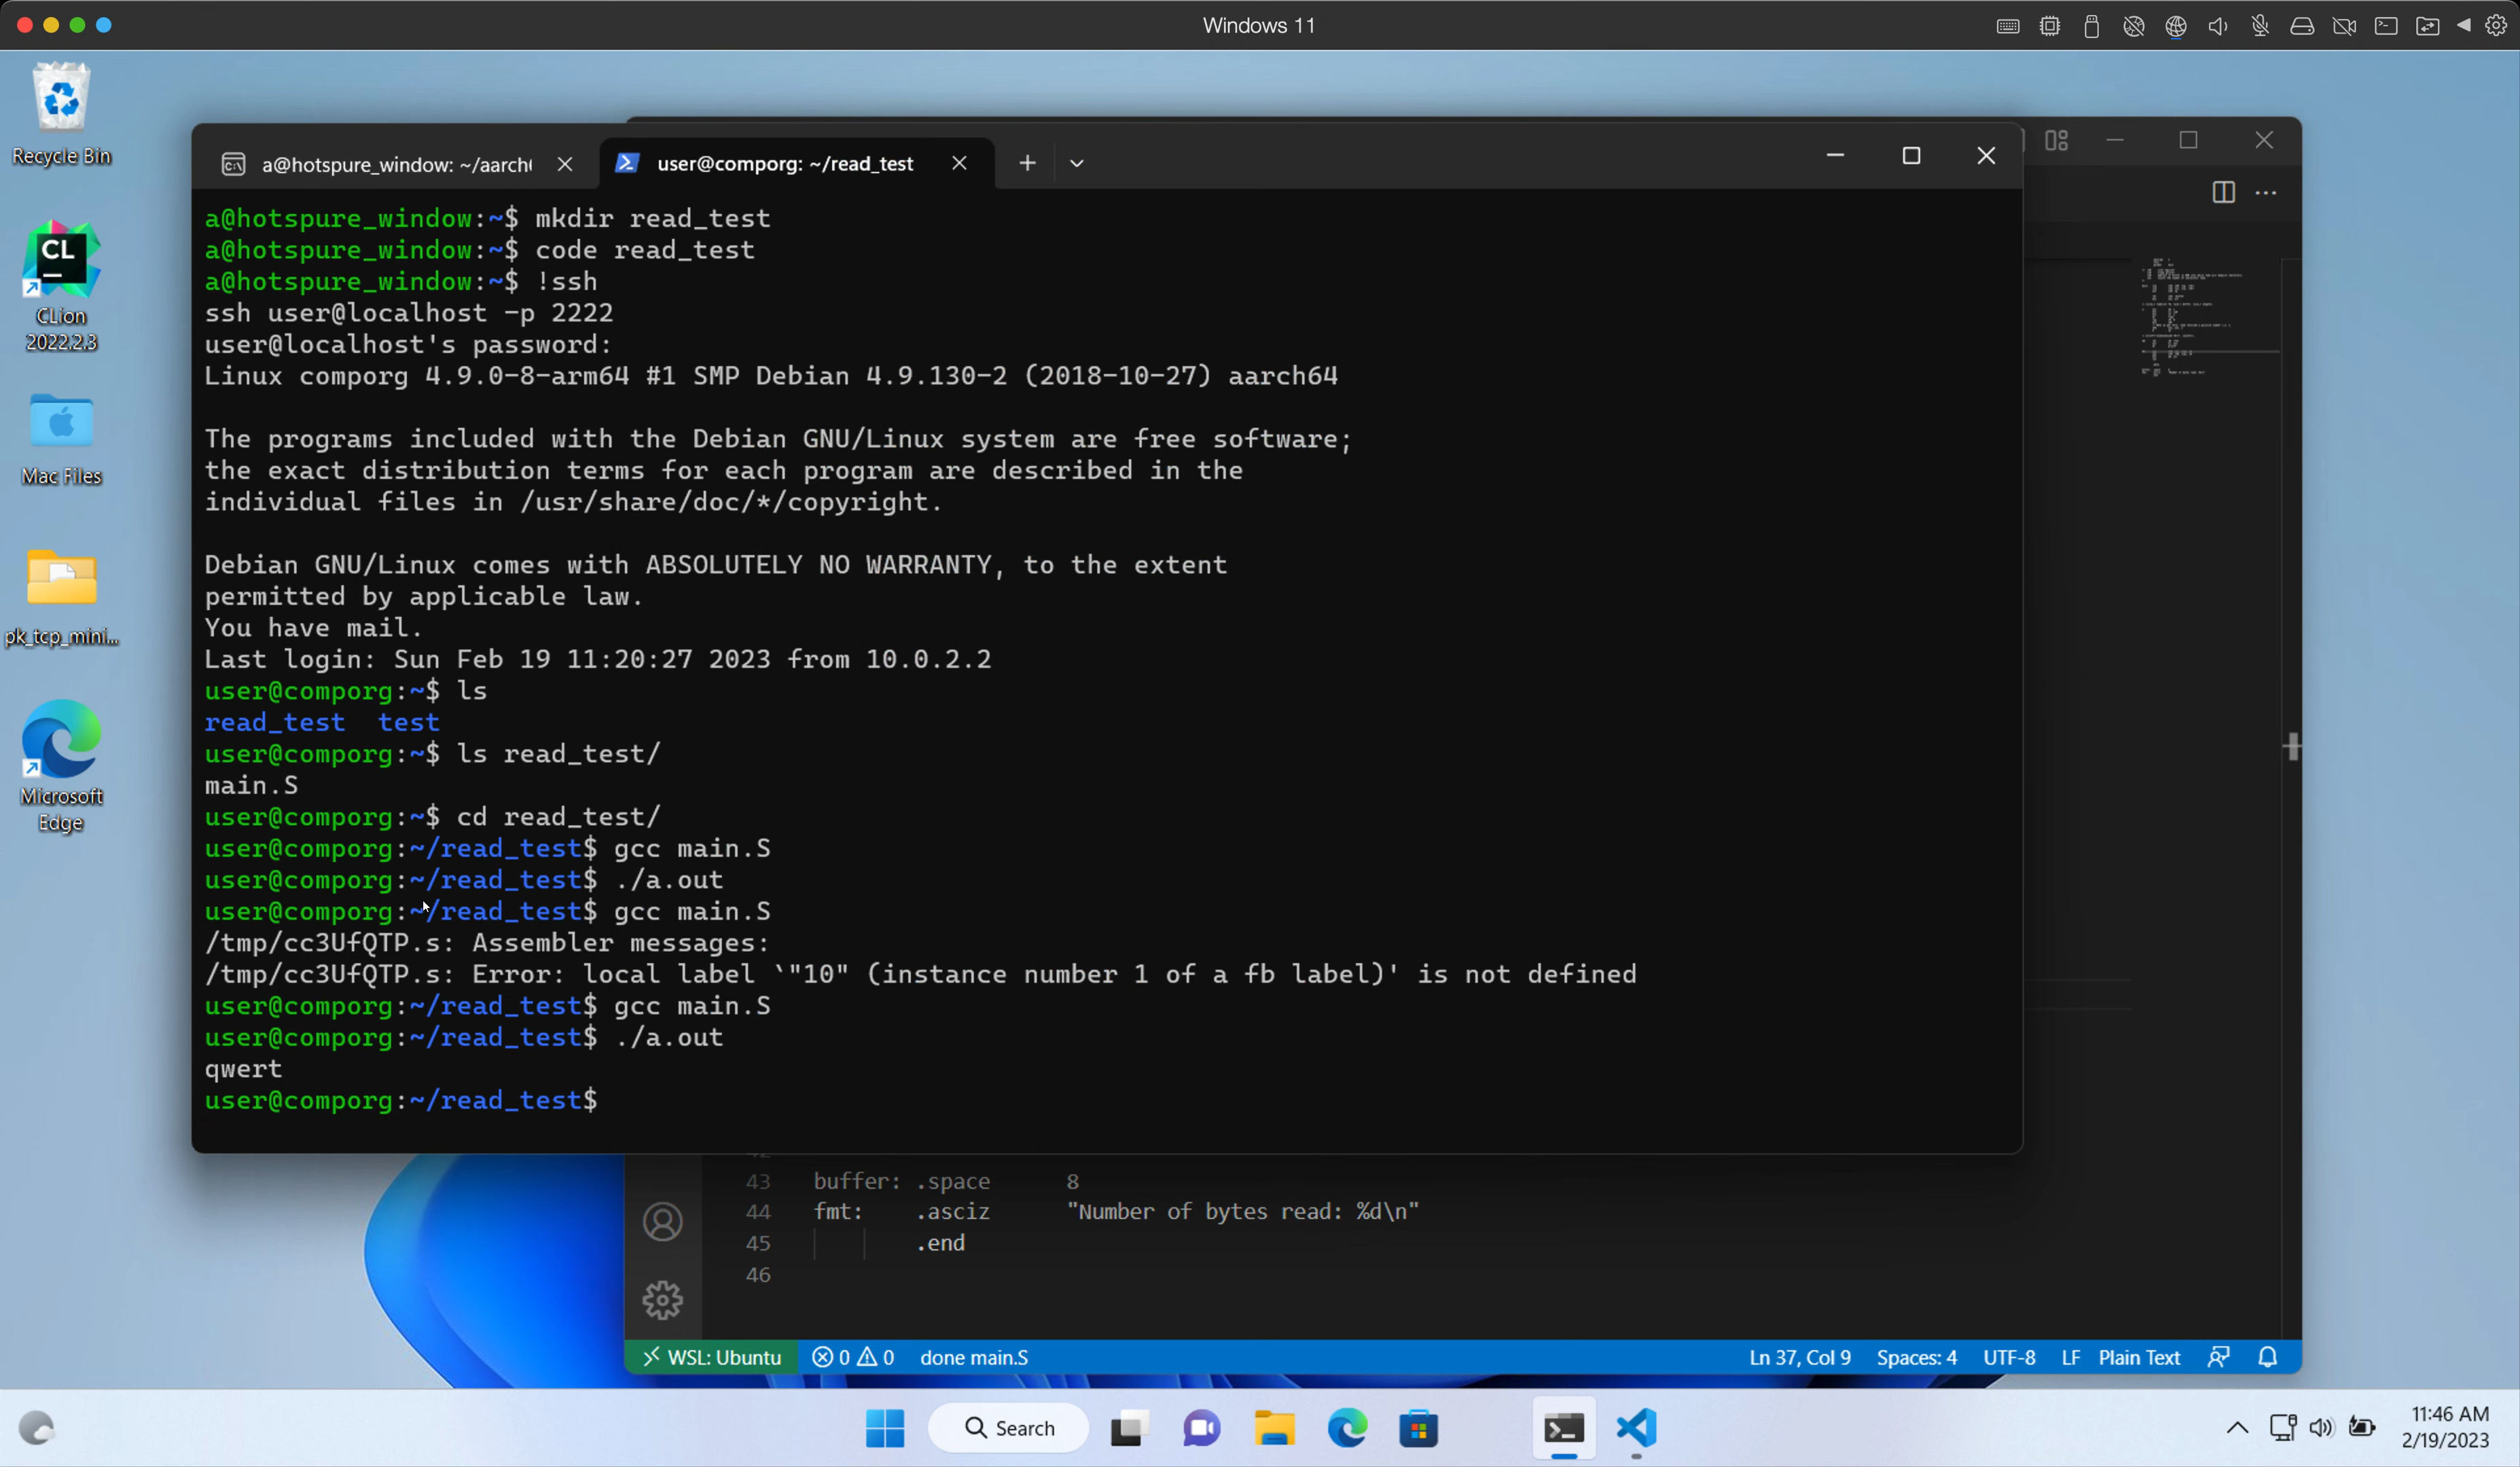 Windows 11
Recycle Bin
CL
CLion
2022.2.3
Mac Files
pk_tcp_mini...
Microsoft
Edge
a@hotspure_window: ~/aarch
user@comporg: ~/read_test
a@hotspure_window:~$ mkdir read_test
a@hotspure_window:~$ code read_test
a@hotspure_window:~$ !ssh
ssh user@localhost -p 2222
user@localhost's password:
Linux comporg 4.9.0-8-arm64 #1 SMP Debian 4.9.130-2 (2018-10-27) aarch64
The programs included with the Debian GNU/Linux system are free software;
the exact distribution terms for each program are described in the
individual files in /usr/share/doc/*/copyright.
Debian GNU/Linux comes with ABSOLUTELY NO WARRANTY, to the extent
permitted by applicable law.
You have mail.
Last login: Sun Feb 19 11:20:27 2023 from 10.0.2.2
user@comporg:~$ ls
read_test  test
user@comporg:~$ ls read_test/
main.S
user@comporg:~$ cd read_test/
user@comporg:~/read_test$ gcc main.S
user@comporg:~/read_test$ ./a.out
user@comporg:~/read_test$ gcc main.S
/tmp/cc3UfQTP.s: Assembler messages:
/tmp/cc3UfQTP.s: Error: local label `"10" (instance number 1 of a fb label)' is not defined
user@comporg:~/read_test$ gcc main.S
user@comporg:~/read_test$ ./a.out
qwert
user@comporg:~/read_test$
43 buffer: .space 8
44 fmt: .asciz "Number of bytes read: %d\n"
45 .end
46
WSL: Ubuntu 0 0 done main.S Ln 37, Col 9 Spaces: 4 UTF-8 LF Plain Text
Search
11:46 AM
2/19/2023